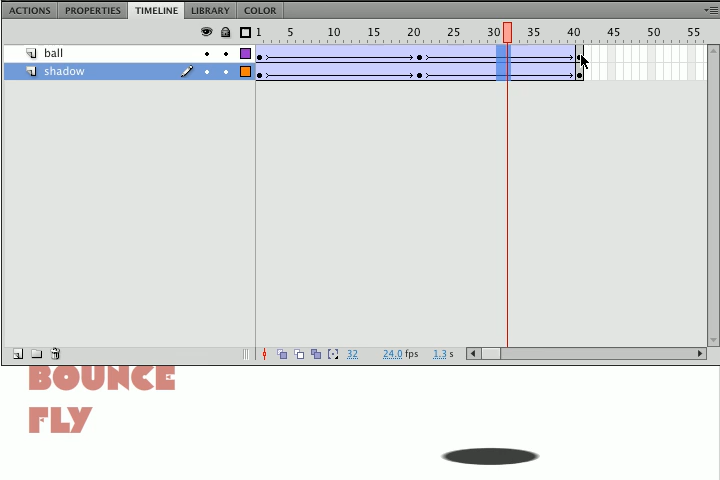 ACTIONS PROPERTIES TIMELINE LIBRARY COLOR
1 5 10 15 20 25 30 35 40 45 50 55
ball
shadow
32 24.0 fps 1.3 s
BOUNCE
FLY